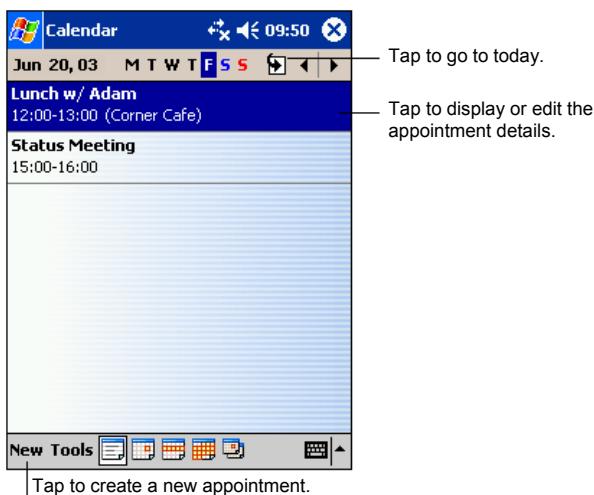 Calendar 09:50
Jun 20, 03 M T W T F S S
Tap to go to today.
Lunch w/ Adam
12:00-13:00 (Corner Cafe)
Tap to display or edit the
appointment details.
Status Meeting
15:00-16:00
New Tools
Tap to create a new appointment.